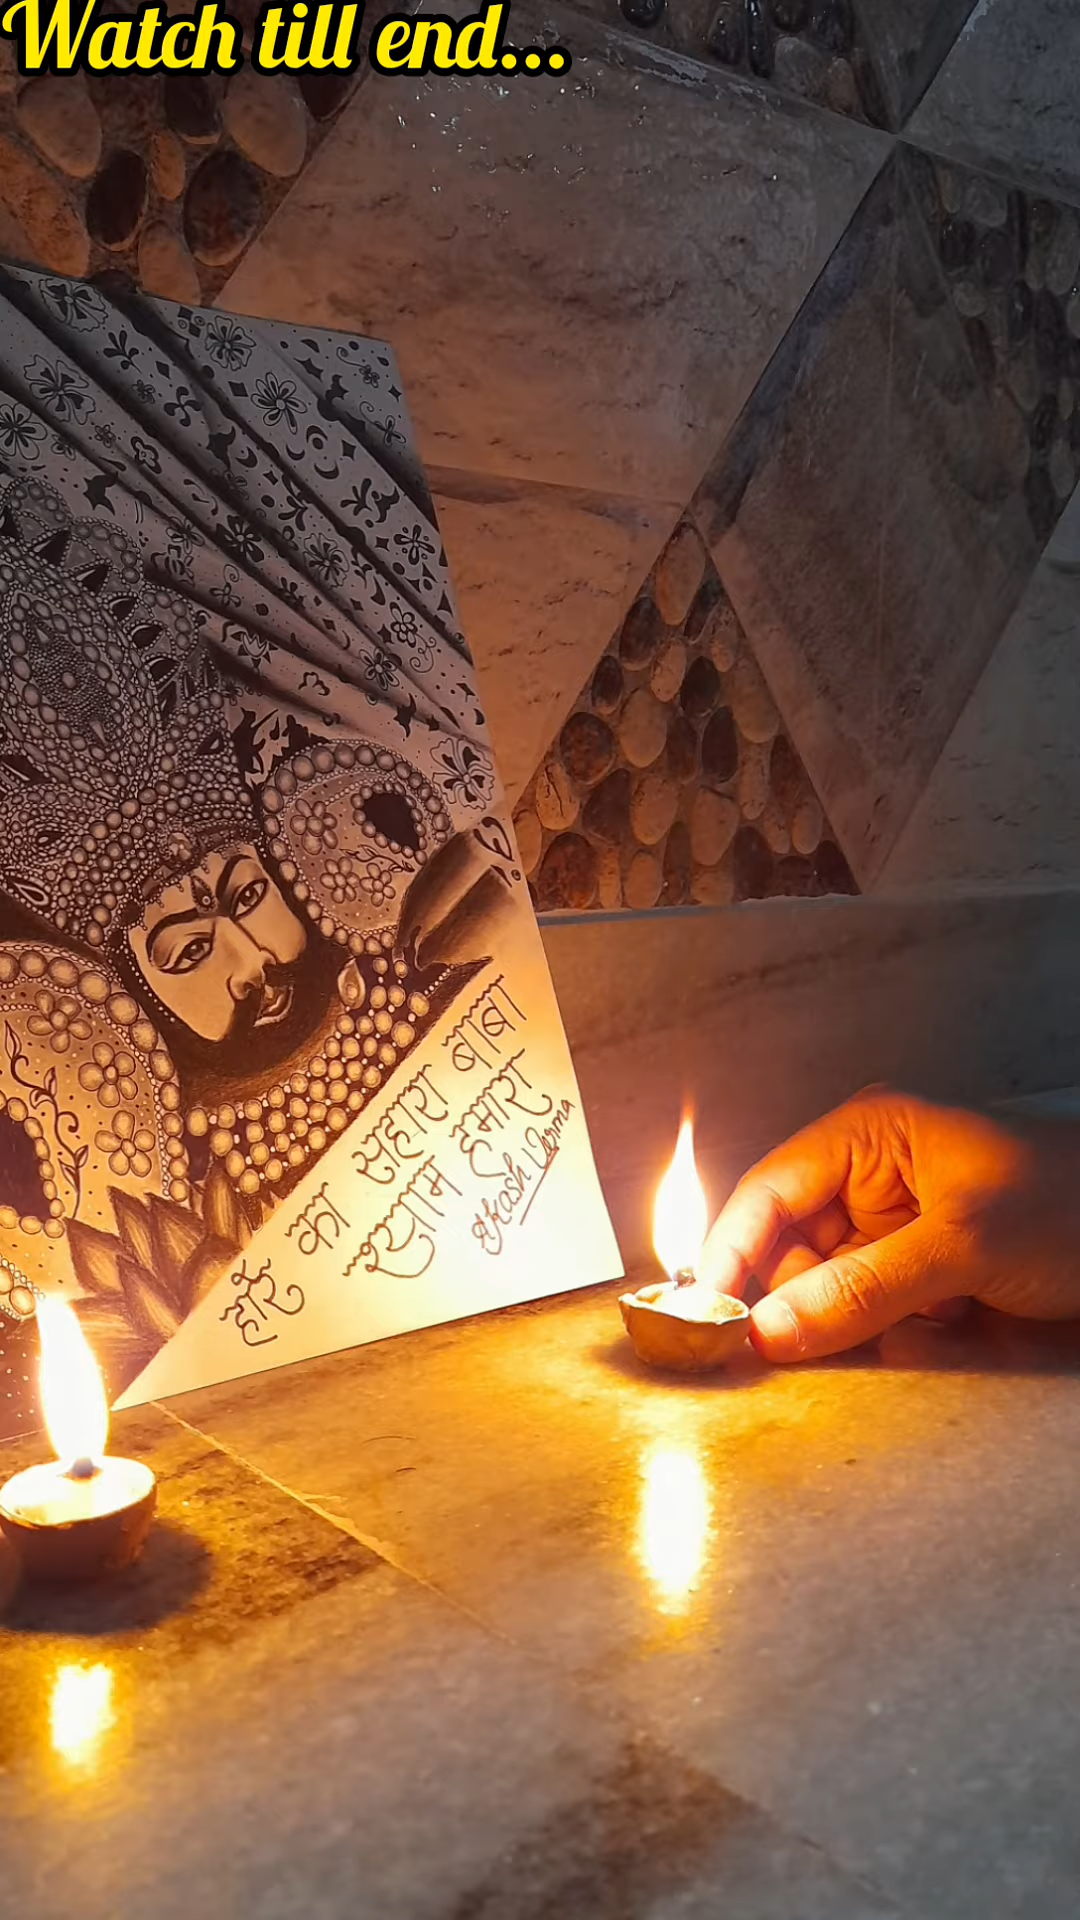 Watch till end...
हारे का सहारा बाबा
श्याम हमारा
Akash Verma